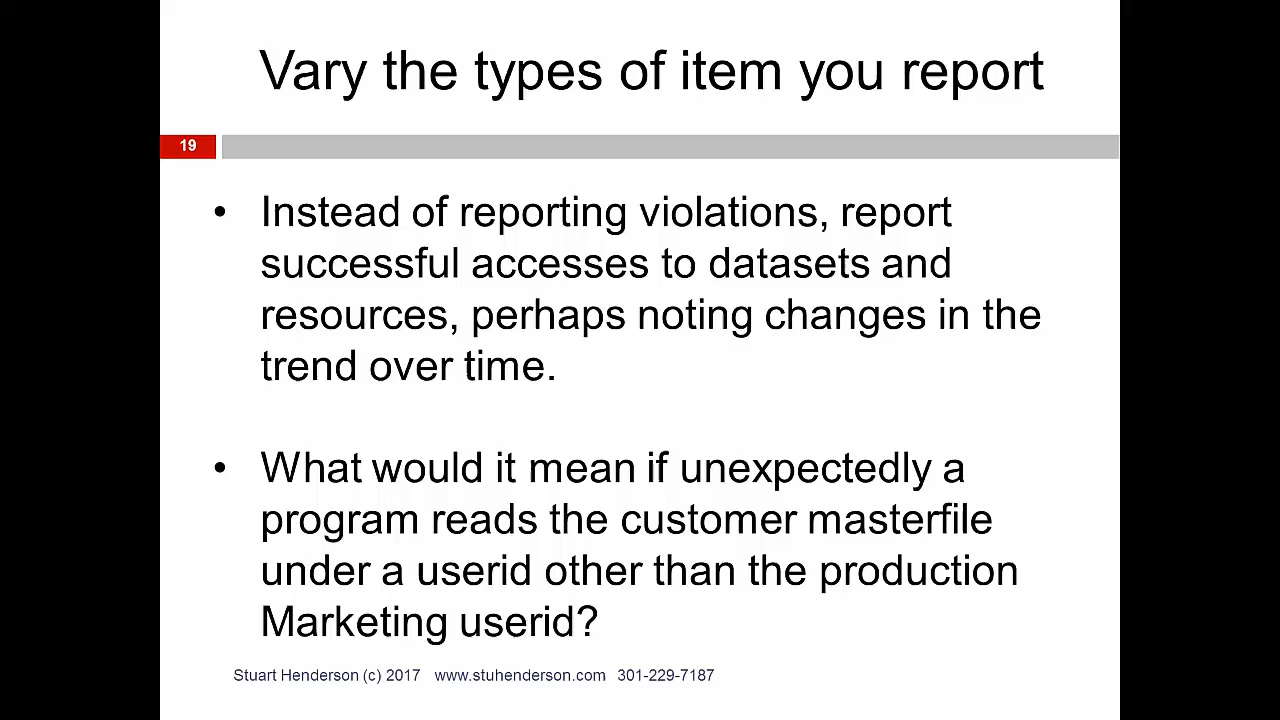 Vary the types of item you report
19
• Instead of reporting violations, report
successful accesses to datasets and
resources, perhaps noting changes in the
trend over time.
• What would it mean if unexpectedly a
program reads the customer masterfile
under a userid other than the production
Marketing userid?
Stuart Henderson (c) 2017 www.stuhenderson.com 301-229-7187